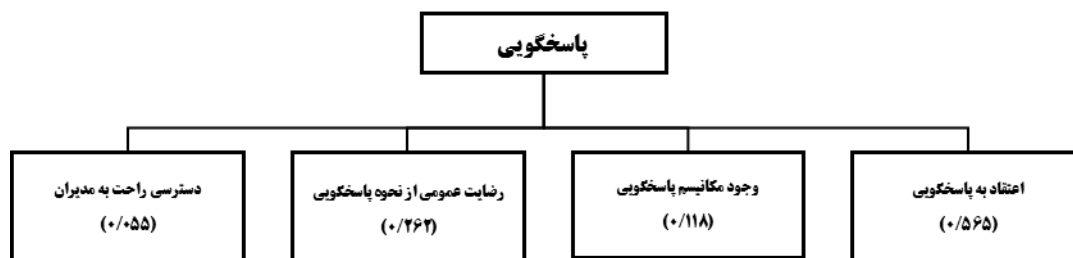 پاسخگویی
اعتقاد به پاسخگویی
(۰/۵۶۵)
وجود مکانیسم پاسخگویی
(۰/۱۱۸)
رضایت عمومی از نحوه پاسخگویی
(۰/۲۶۲)
دسترسی راحت به مدیران
(۰/۰۵۵)